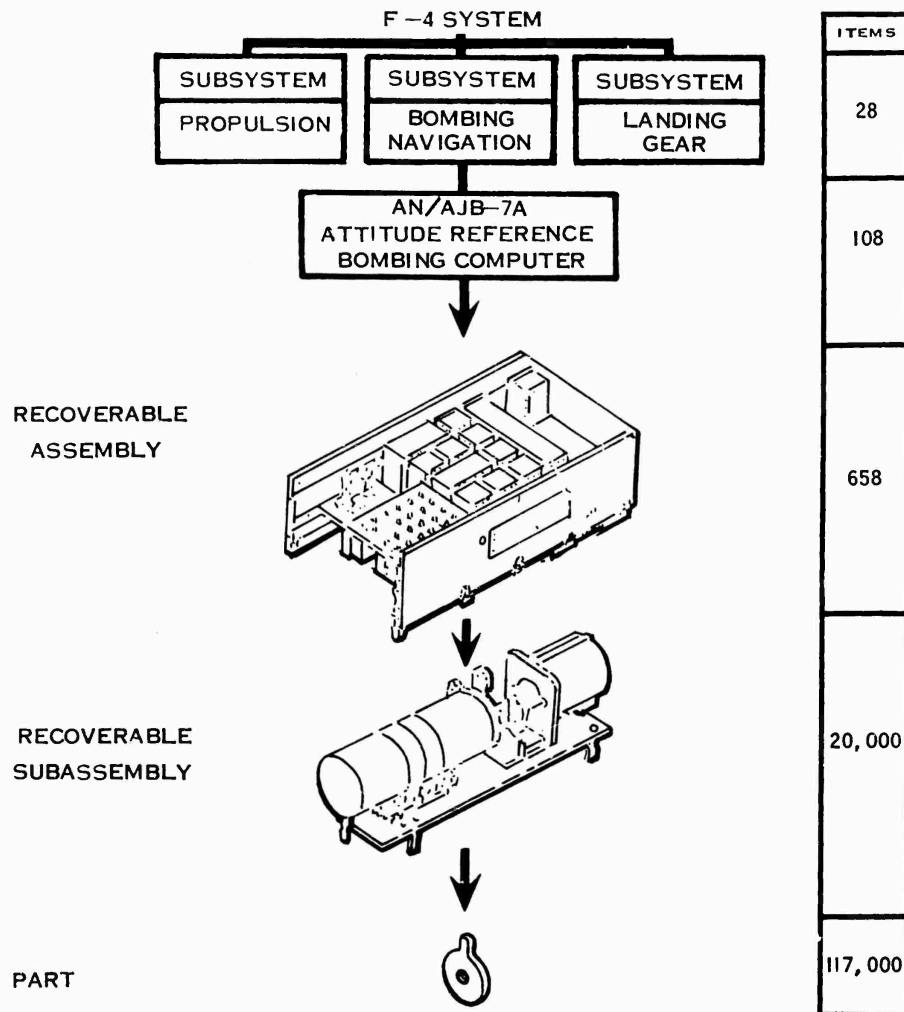 F-4 SYSTEM
ITEMS
SUBSYSTEM
PROPULSION
SUBSYSTEM
BOMBING
NAVIGATION
SUBSYSTEM
LANDING
GEAR
28
AN/AJB-7A
ATTITUDE REFERENCE
BOMBING COMPUTER
108
RECOVERABLE
ASSEMBLY
658
RECOVERABLE
SUBASSEMBLY
20,000
PART
117,000